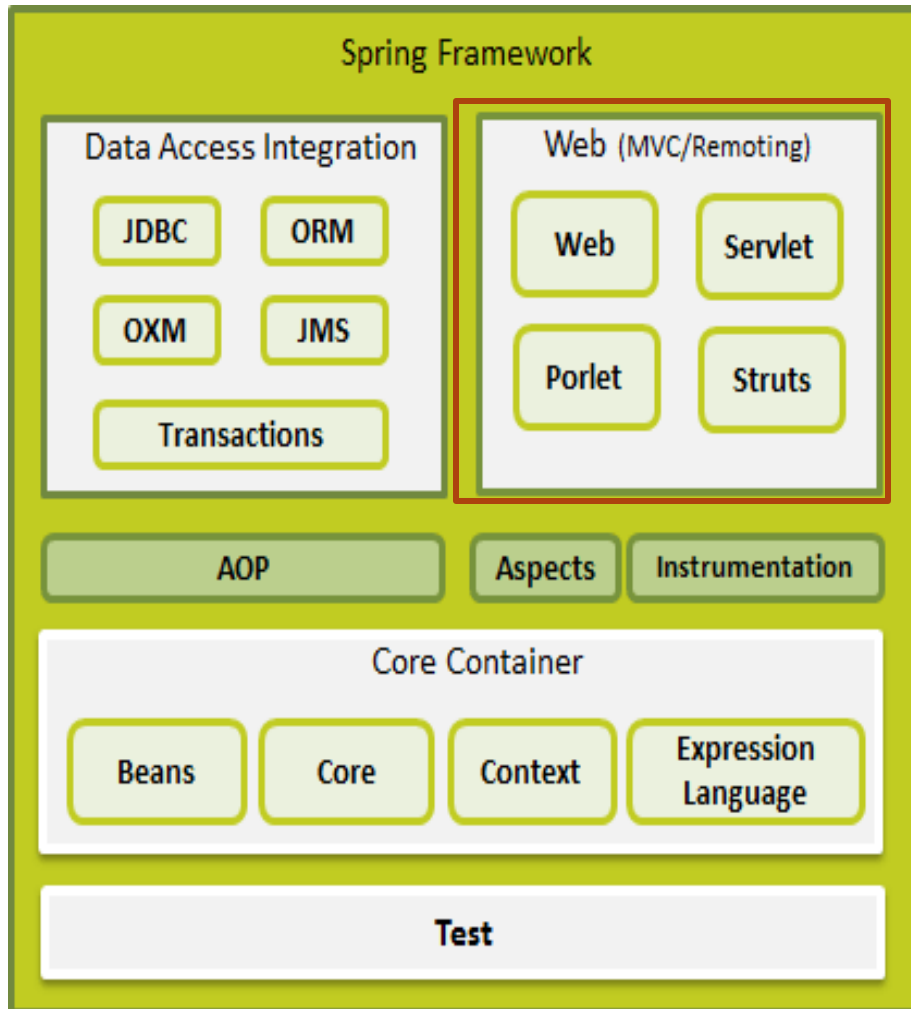 Spring Framework
Data Access Integration
JDBC
ORM
OXM
JMS
Transactions
Web (MVC/Remoting)
Web
Servlet
Porlet
Struts
AOP
Aspects
Instrumentation
Core Container
Beans
Core
Context
Expression
Language
Test